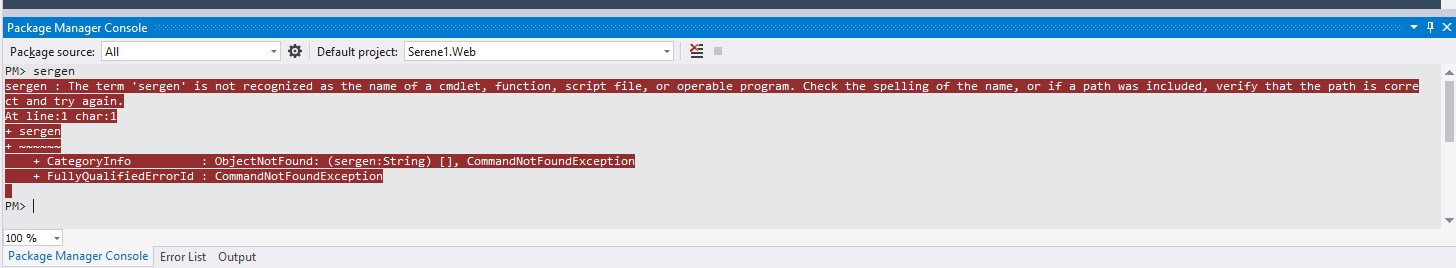 Package Manager Console
Package source: All Default project: Serene1.Web
PM> sergen
sergen : The term 'sergen' is not recognized as the name of a cmdlet, function, script file, or operable program. Check the spelling of the name, or if a path was included, verify that the path is corre
ct and try again.
At line:1 char:1
+ sergen
+ ~~~~~~
    + CategoryInfo          : ObjectNotFound: (sergen:String) [], CommandNotFoundException
    + FullyQualifiedErrorId : CommandNotFoundException
PM>
100 %
Package Manager Console Error List Output